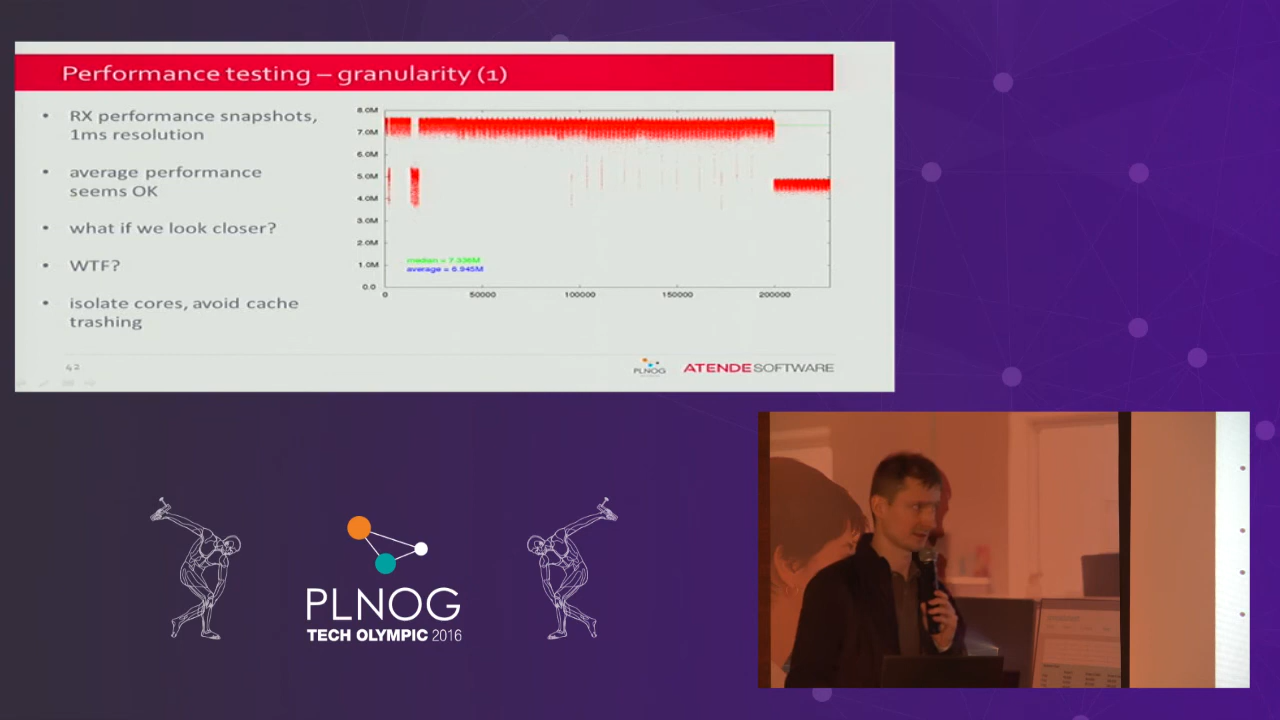 Performance testing – granularity (1)
• RX performance snapshots,
1ms resolution
• average performance
seems OK
• what if we look closer?
• WTF?
• isolate cores, avoid cache
trashing
8.0M
7.0M
6.0M
5.0M
4.0M
3.0M
2.0M
1.0M
0.0
median = 7.336M
average = 6.945M
0 50000 100000 150000 200000
42
PLNOG
ATENDE SOFTWARE
PLNOG
TECH OLYMPIC 2016